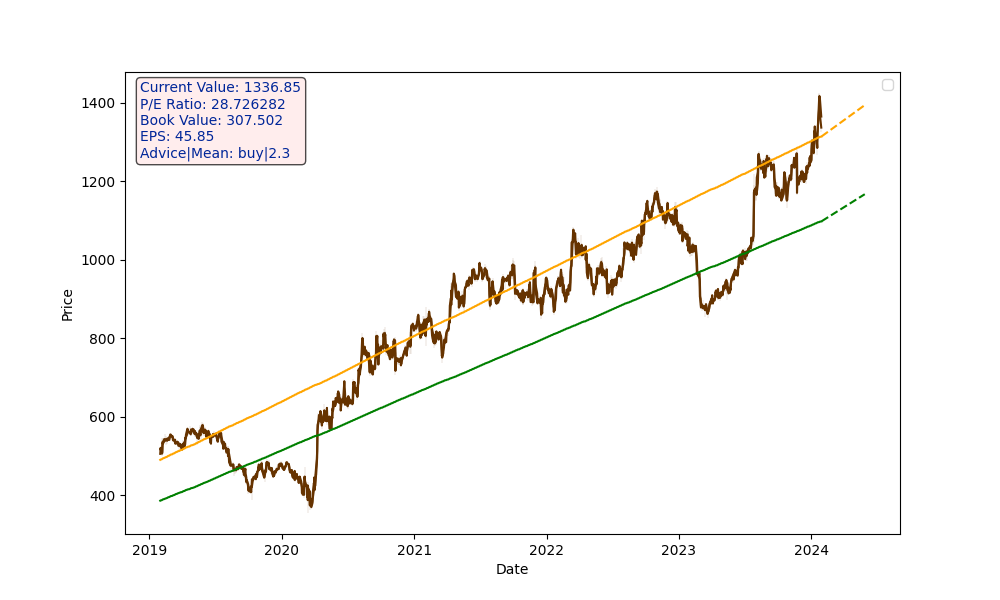 Current Value: 1336.85
P/E Ratio: 28.726282
Book Value: 307.502
EPS: 45.85
Advice|Mean: buy|2.3
1400
1200
1000
800
600
400
Price
2019 2020 2021 2022 2023 2024
Date